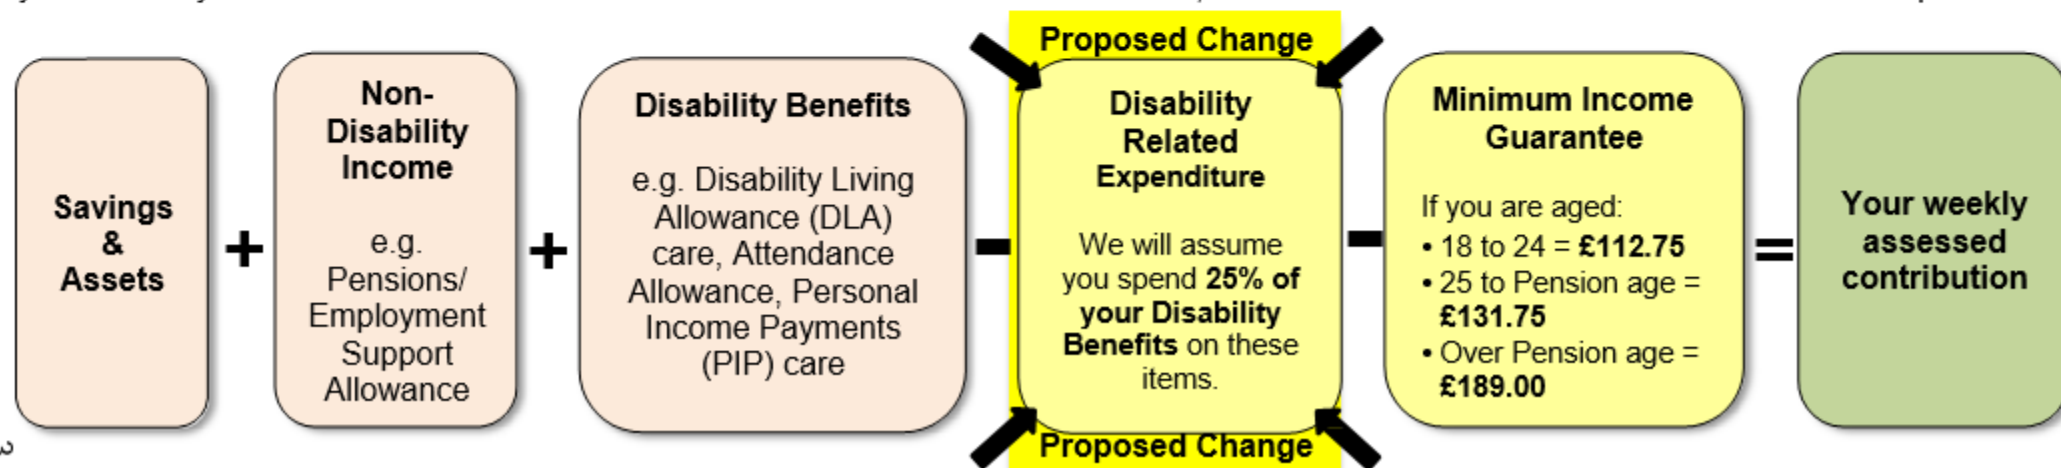 Savings
&
Assets
+
Non-
Disability
Income
e.g.
Pensions/
Employment
Support
Allowance
+
Disability Benefits
e.g. Disability Living
Allowance (DLA)
care, Attendance
Allowance, Personal
Income Payments
(PIP) care
-
Proposed Change
Disability
Related
Expenditure
We will assume
you spend 25% of
your Disability
Benefits on these
items.
Proposed Change
-
Minimum Income
Guarantee
If you are aged:
• 18 to 24 = £112.75
• 25 to Pension age =
£131.75
• Over Pension age =
£189.00
=
Your weekly
assessed
contribution